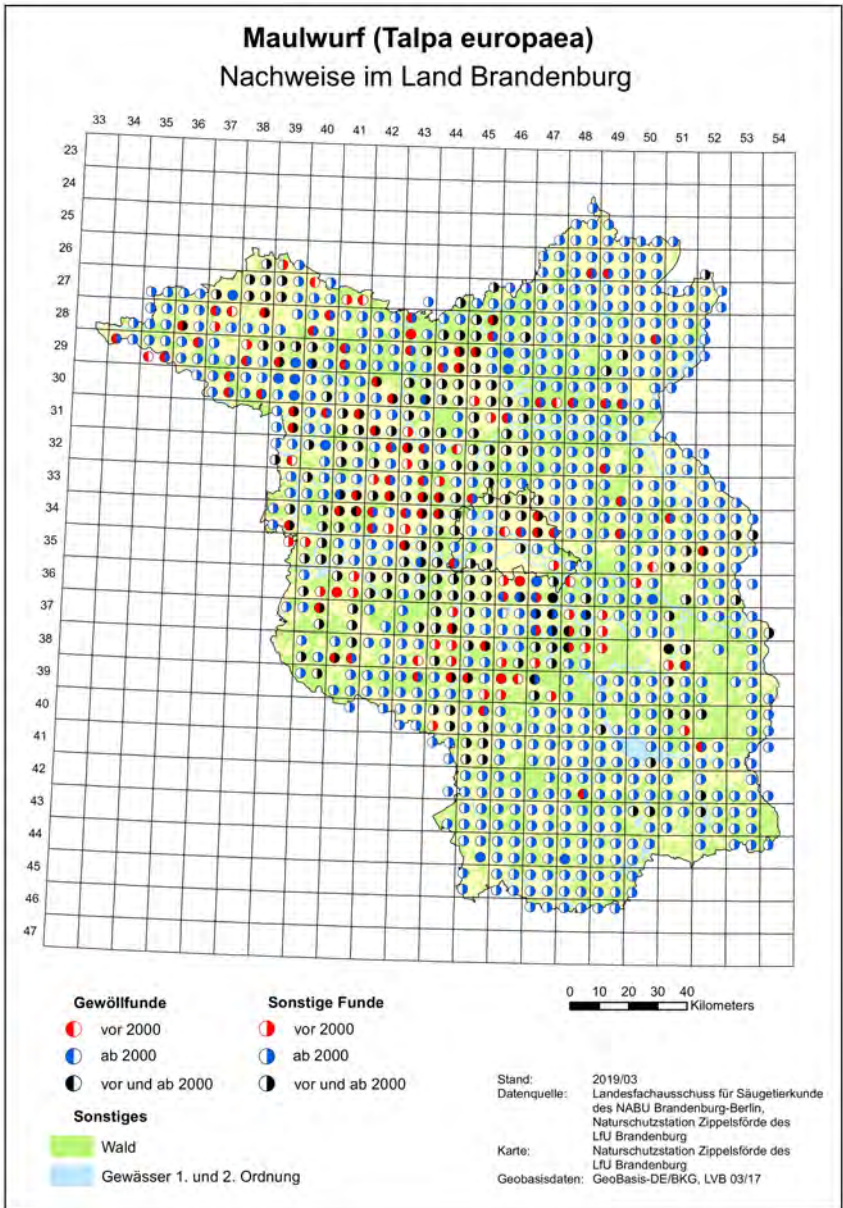 Maulwurf (Talpa europaea)
Nachweise im Land Brandenburg
33 34 35 36 37 38 39 40 41 42 43 44 45 46 47 48 49 50 51 52 53 54
23
24
25
26
27
28
29
30
31
32
33
34
35
36
37
38
39
40
41
42
43
44
45
46
47
Gewöllfunde
vor 2000
ab 2000
vor und ab 2000
Sonstige Funde
vor 2000
ab 2000
vor und ab 2000
Sonstiges
Wald
Gewässer 1. und 2. Ordnung
0 10 20 30 40
Kilometers
Stand: 2019/03
Datenquelle: Landesfachausschuss für Säugetierkunde
des NABU Brandenburg-Berlin,
Naturschutzstation Zippelsförde des
LfU Brandenburg
Karte: Naturschutzstation Zippelsförde des
LfU Brandenburg
Geobasisdaten: GeoBasis-DE/BKG, LVB 03/17